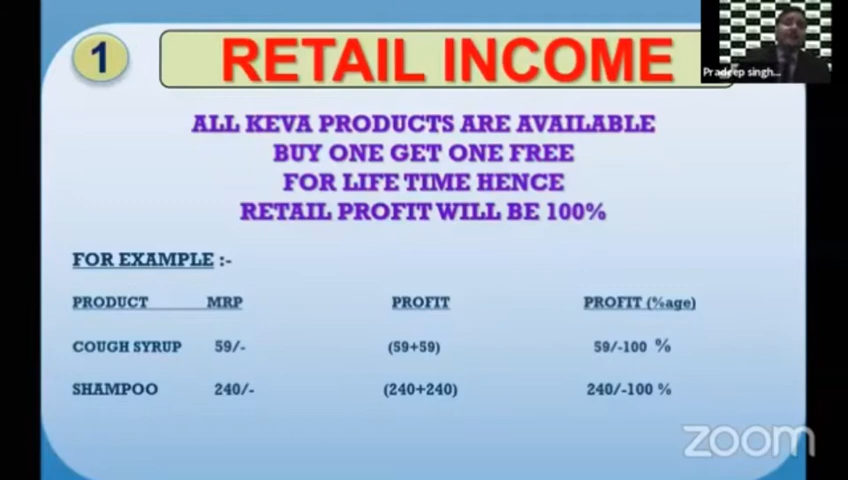 1
RETAIL INCOME
Pradeep singh...
ALL KEVA PRODUCTS ARE AVAILABLE
BUY ONE GET ONE FREE
FOR LIFE TIME HENCE
RETAIL PROFIT WILL BE 100%
FOR EXAMPLE :-
PRODUCT MRP PROFIT PROFIT (%age)
COUGH SYRUP 59/- (59+59) 59/-100 %
SHAMPOO 240/- (240+240) 240/-100 %
zoom